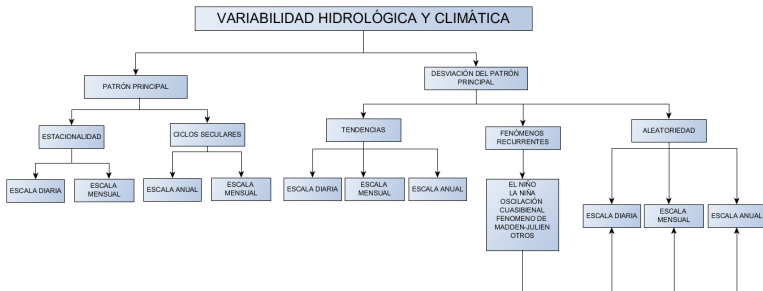 VARIABILIDAD HIDROLÓGICA Y CLIMÁTICA
PATRÓN PRINCIPAL
DESVIACIÓN DEL PATRÓN
PRINCIPAL
ESTACIONALIDAD
CICLOS SECULARES
TENDENCIAS
FENÓMENOS
RECURRENTES
ALEATORIEDAD
ESCALA DIARIA
ESCALA
MENSUAL
ESCALA ANUAL
ESCALA
MENSUAL
ESCALA DIARIA
ESCALA
MENSUAL
ESCALA ANUAL
EL NIÑO
LA NIÑA
OSCILACIÓN
CUASIBIENAL
FENOMENO DE
MADDEN-JULIEN
OTROS
ESCALA DIARIA
ESCALA
MENSUAL
ESCALA ANUAL